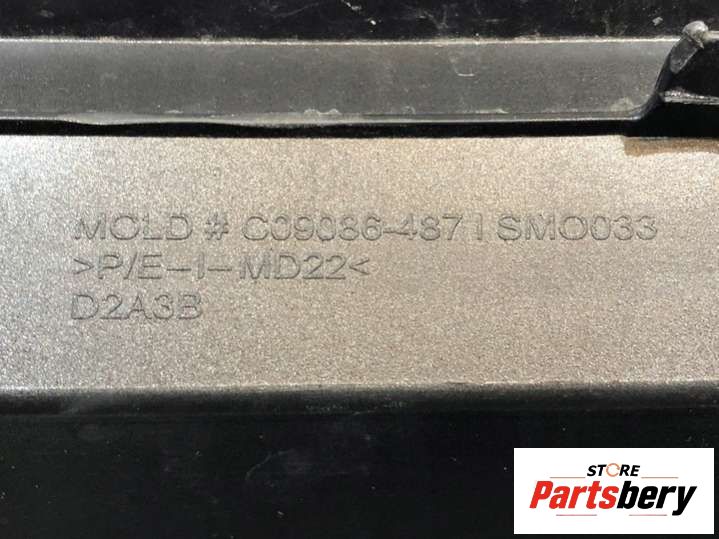 MOLD # C09086-4871 SMO033
>P/E-I-MD22<
D2A3B
STORE
Partsbery